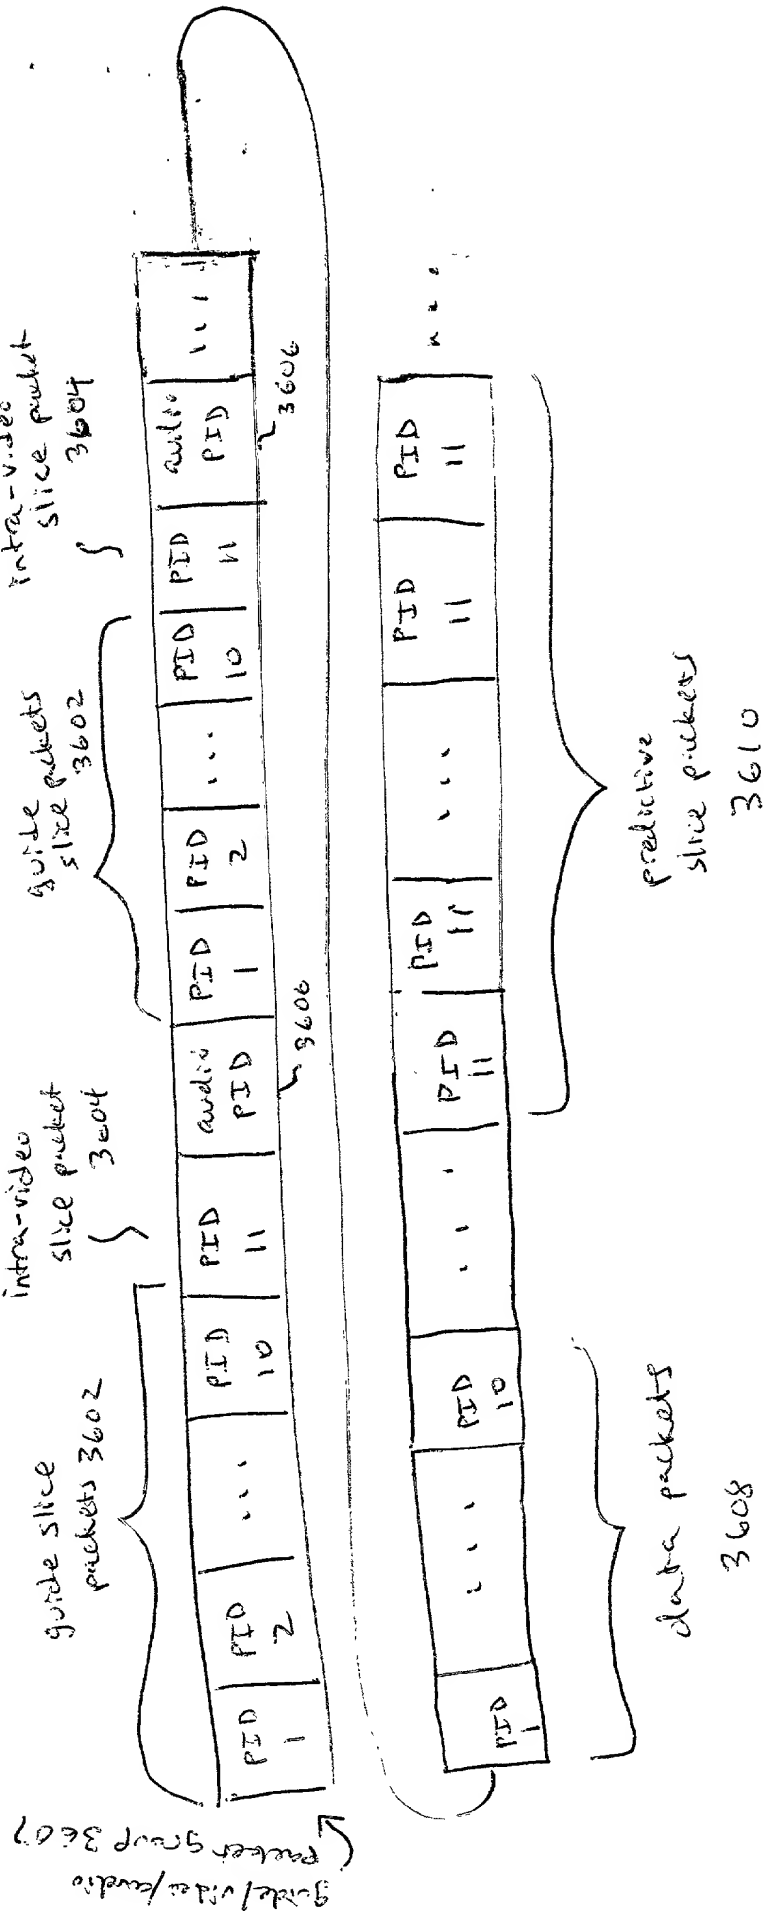 guide slice
packets 3602
intra-video
slice packet
3604
guide
slice packets
3602
intra-video
slice packet
3604
PID
1
PID
2
...
PID
10
PID
11
audio
PID
PID
1
PID
2
...
PID
10
PID
11
audio
PID
...
3606
3606
guide/video/audio
packet group 3607
PID
1
...
PID
10
...
PID
11
PID
11
...
PID
11
PID
11
...
data packets
3608
predictive
slice packets
3610